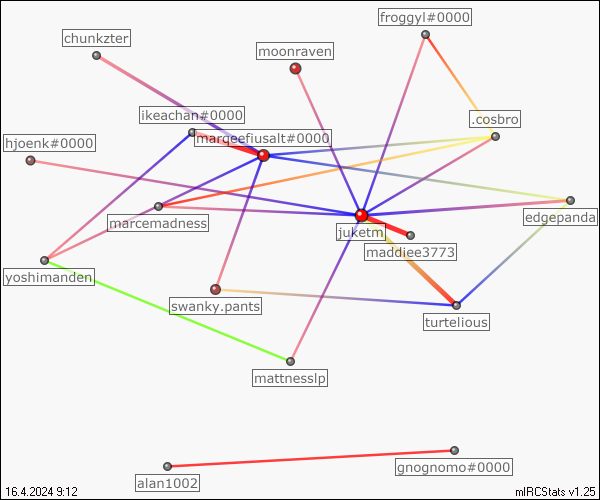 froggyl#0000
chunkzter
moonraven
ikeachan#0000
.cosbro
marqeefiusalt#0000
hjoenk#0000
edgepanda
marcemadness
juketm
maddiee3773
yoshimanden
swanky.pants
turtelious
mattnesslp
gnognomo#0000
alan1002
16.4.2024 9:12
mIRCStats v1.25